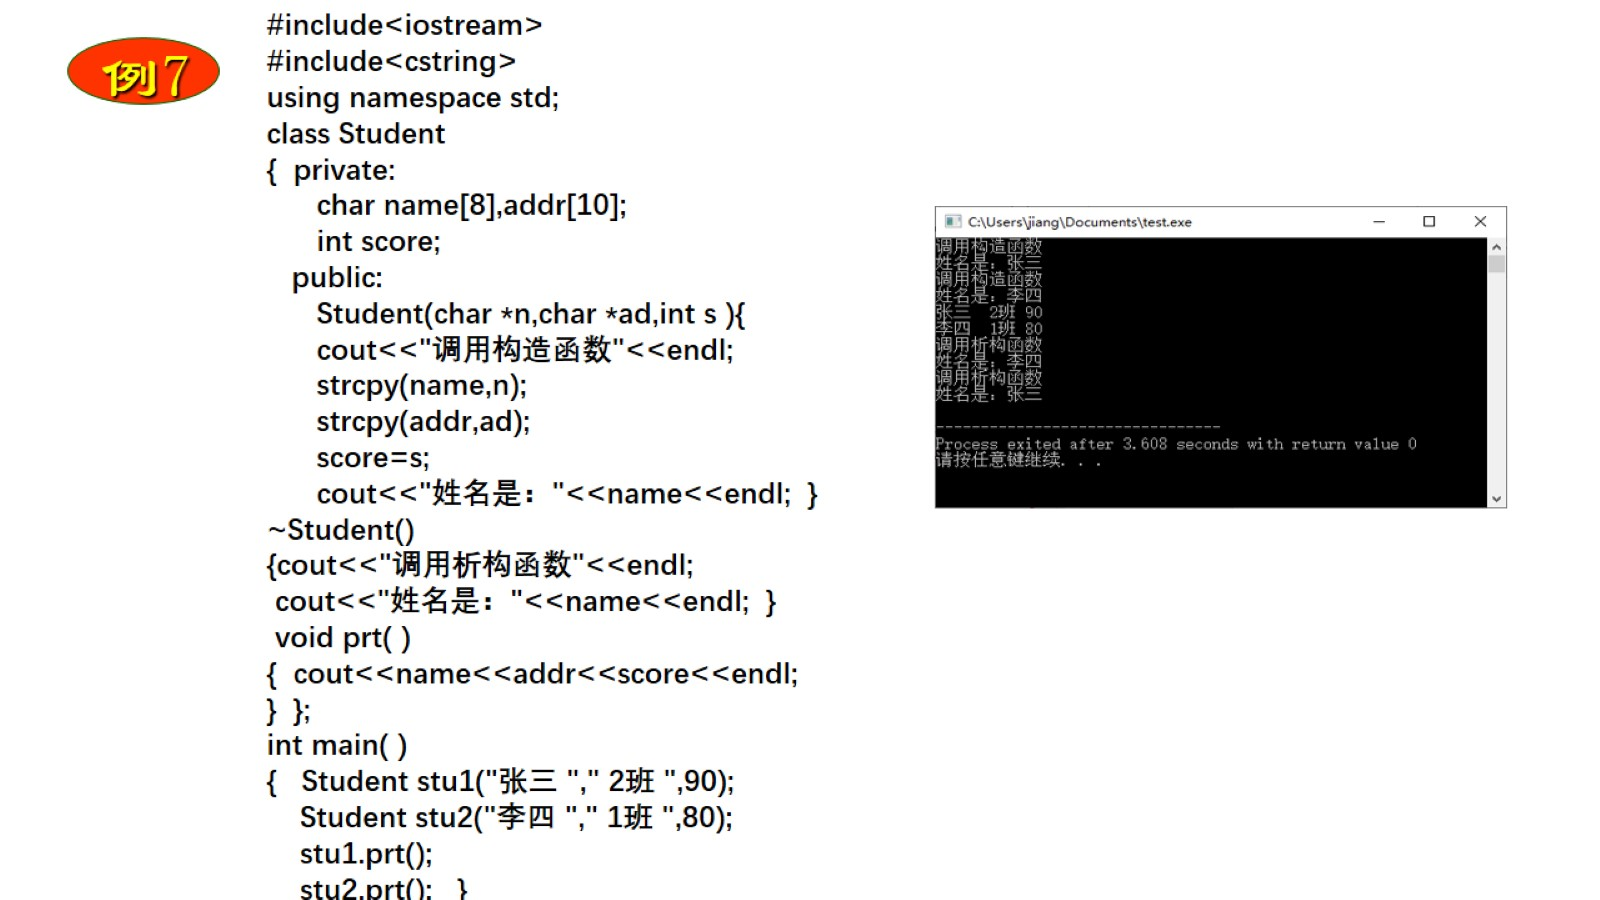 例7
#include<iostream>
#include<cstring>
using namespace std;
class Student
{  private:
char name[8],addr[10];
int score;
public:
Student(char *n,char *ad,int s ){
cout<<"调用构造函数"<<endl;
strcpy(name,n);
strcpy(addr,ad);
score=s;
cout<<"姓名是："<<name<<endl;  }
~Student()
{cout<<"调用析构函数"<<endl;
cout<<"姓名是："<<name<<endl;  }
void prt( )
{  cout<<name<<addr<<score<<endl;
}  };
int main( )
{   Student stu1("张三 "," 2班 ",90);
Student stu2("李四 "," 1班 ",80);
stu1.prt();
stu2.prt();   }
C:\Users\jiang\Documents\test.exe
调用构造函数
姓名是：张三
调用构造函数
姓名是：李四
张三  2班 90
李四  1班 80
调用析构函数
姓名是：李四
调用析构函数
姓名是：张三
--------------------------------
Process exited after 3.608 seconds with return value 0
请按任意键继续. . .